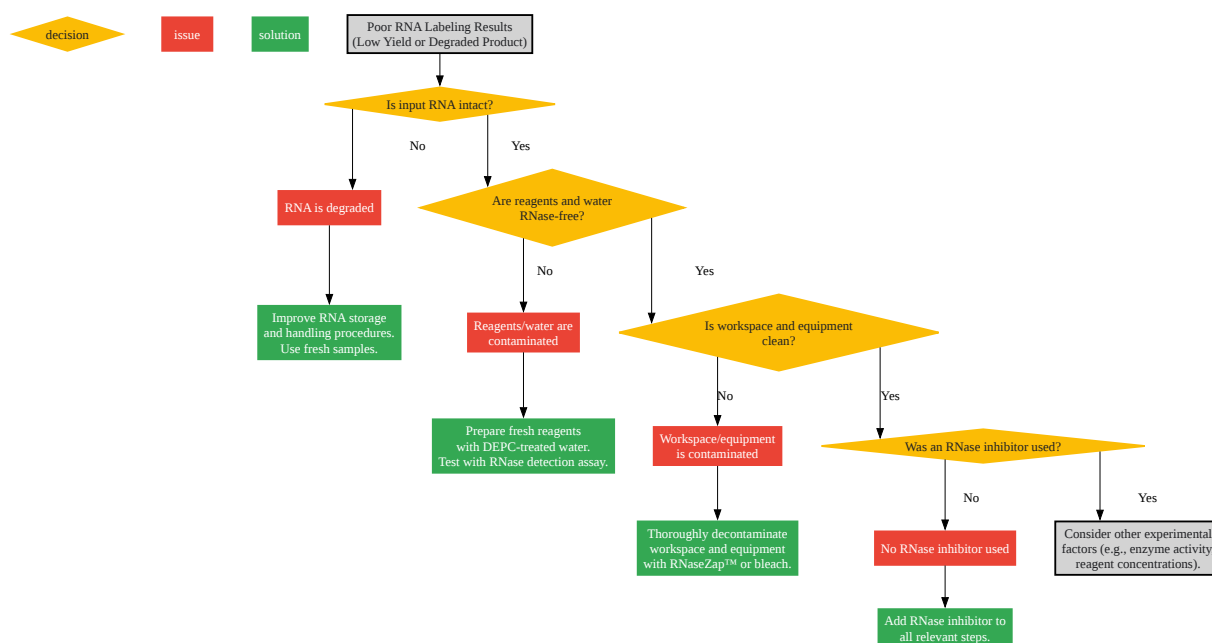 decision
issue
solution
Poor RNA Labeling Results
(Low Yield or Degraded Product)
Is input RNA intact?
No
Yes
RNA is degraded
Are reagents and water
RNase-free?
No
Yes
Improve RNA storage
and handling procedures.
Use fresh samples.
Reagents/water are
contaminated
Is workspace and equipment
clean?
No
Yes
Prepare fresh reagents
with DEPC-treated water.
Test with RNase detection assay.
Workspace/equipment
is contaminated
Was an RNase inhibitor used?
No
Yes
Thoroughly decontaminate
workspace and equipment
with RNaseZap™ or bleach.
No RNase inhibitor used
Consider other experimental
factors (e.g., enzyme activity
reagent concentrations).
Add RNase inhibitor to
all relevant steps.